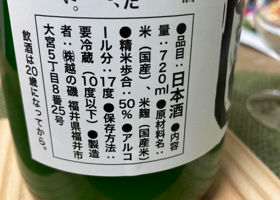 ●品目：日本酒●内容
量：720ml●原材料名：
米（国産）、米麹（国産米）
●精米歩合：50％●アルコ
ール分：17度●保存方法：
要冷蔵（10度以下）●製造
者：㈱越の磯 福井県福井市
大宮5丁目8番25号
飲酒は20歳になってから。